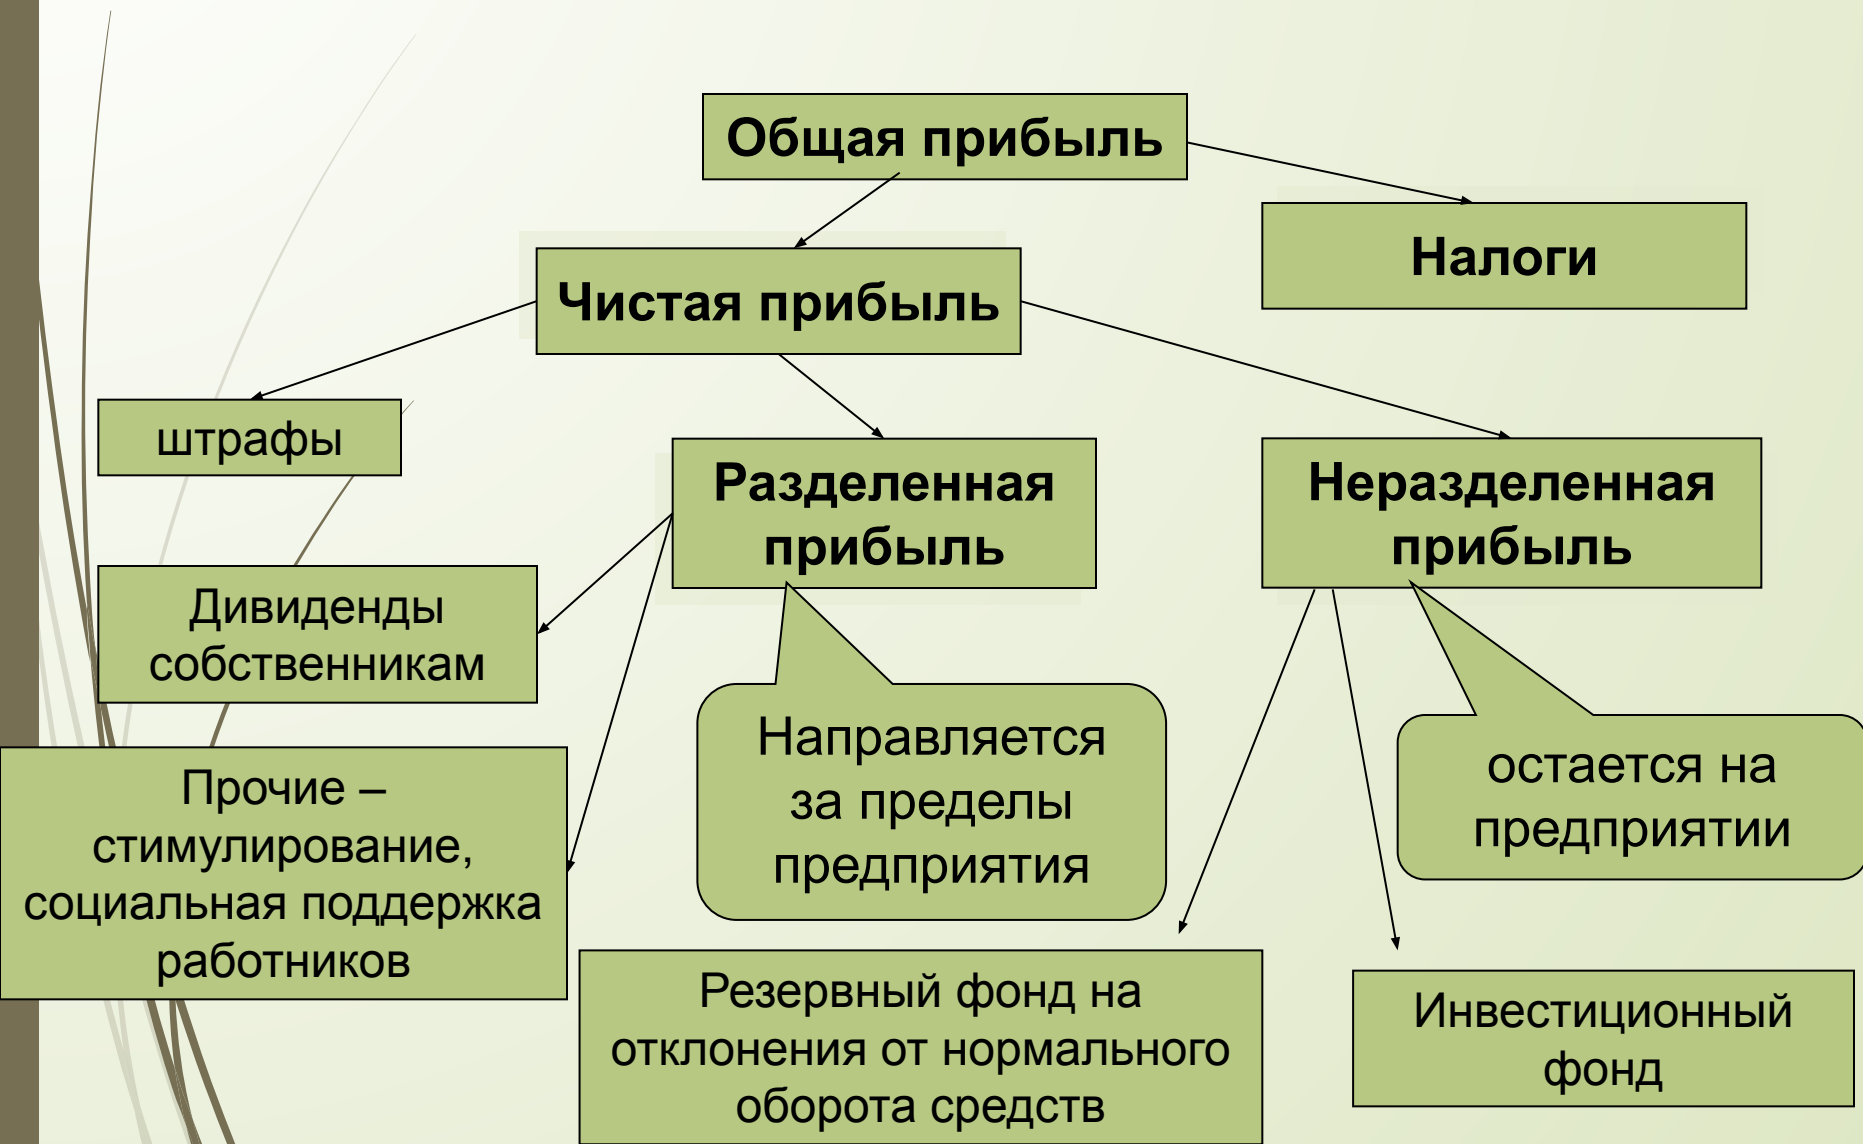 Общая прибыль
Налоги
Чистая прибыль
штрафы
Разделенная
прибыль
Неразделенная
прибыль
Дивиденды
собственникам
Направляется
за пределы
предприятия
остается на
предприятии
Прочие –
стимулирование,
социальная поддержка
работников
Резервный фонд на
отклонения от нормального
оборота средств
Инвестиционный
фонд